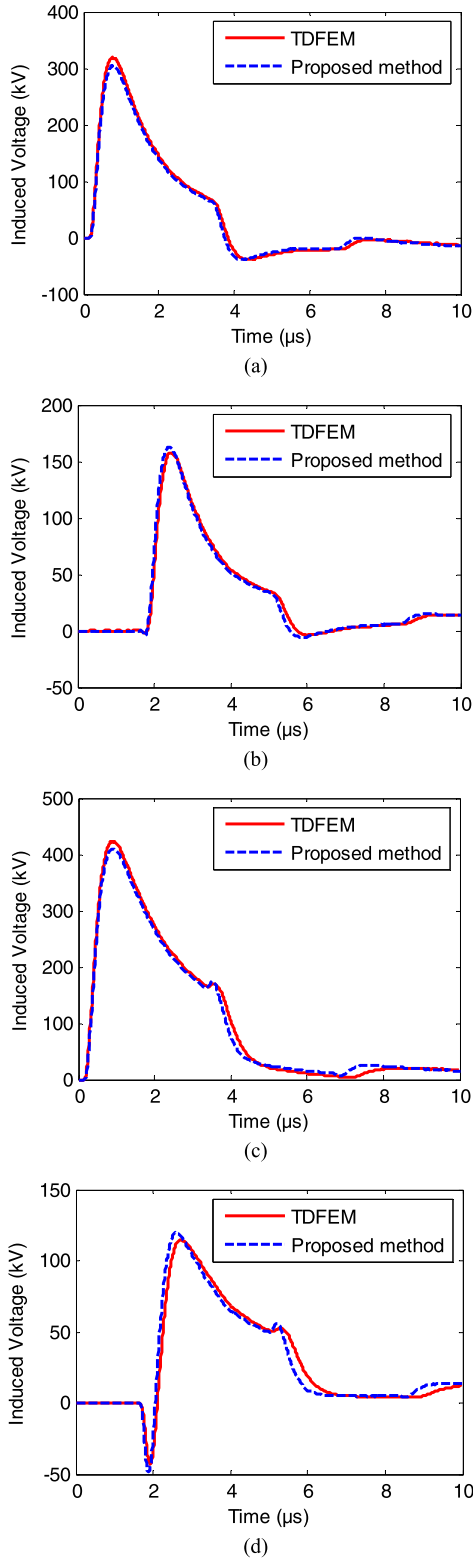 400
300
200
100
0
-100
Induced Voltage (kV)
TDFEM
Proposed method
0 2 4 6 8 10
Time (µs)
(a)
200
150
100
50
0
-50
Induced Voltage (kV)
TDFEM
Proposed method
0 2 4 6 8 10
Time (µs)
(b)
500
400
300
200
100
0
Induced Voltage (kV)
TDFEM
Proposed method
0 2 4 6 8 10
Time (µs)
(c)
150
100
50
0
-50
Induced Voltage (kV)
TDFEM
Proposed method
0 2 4 6 8 10
Time (µs)
(d)